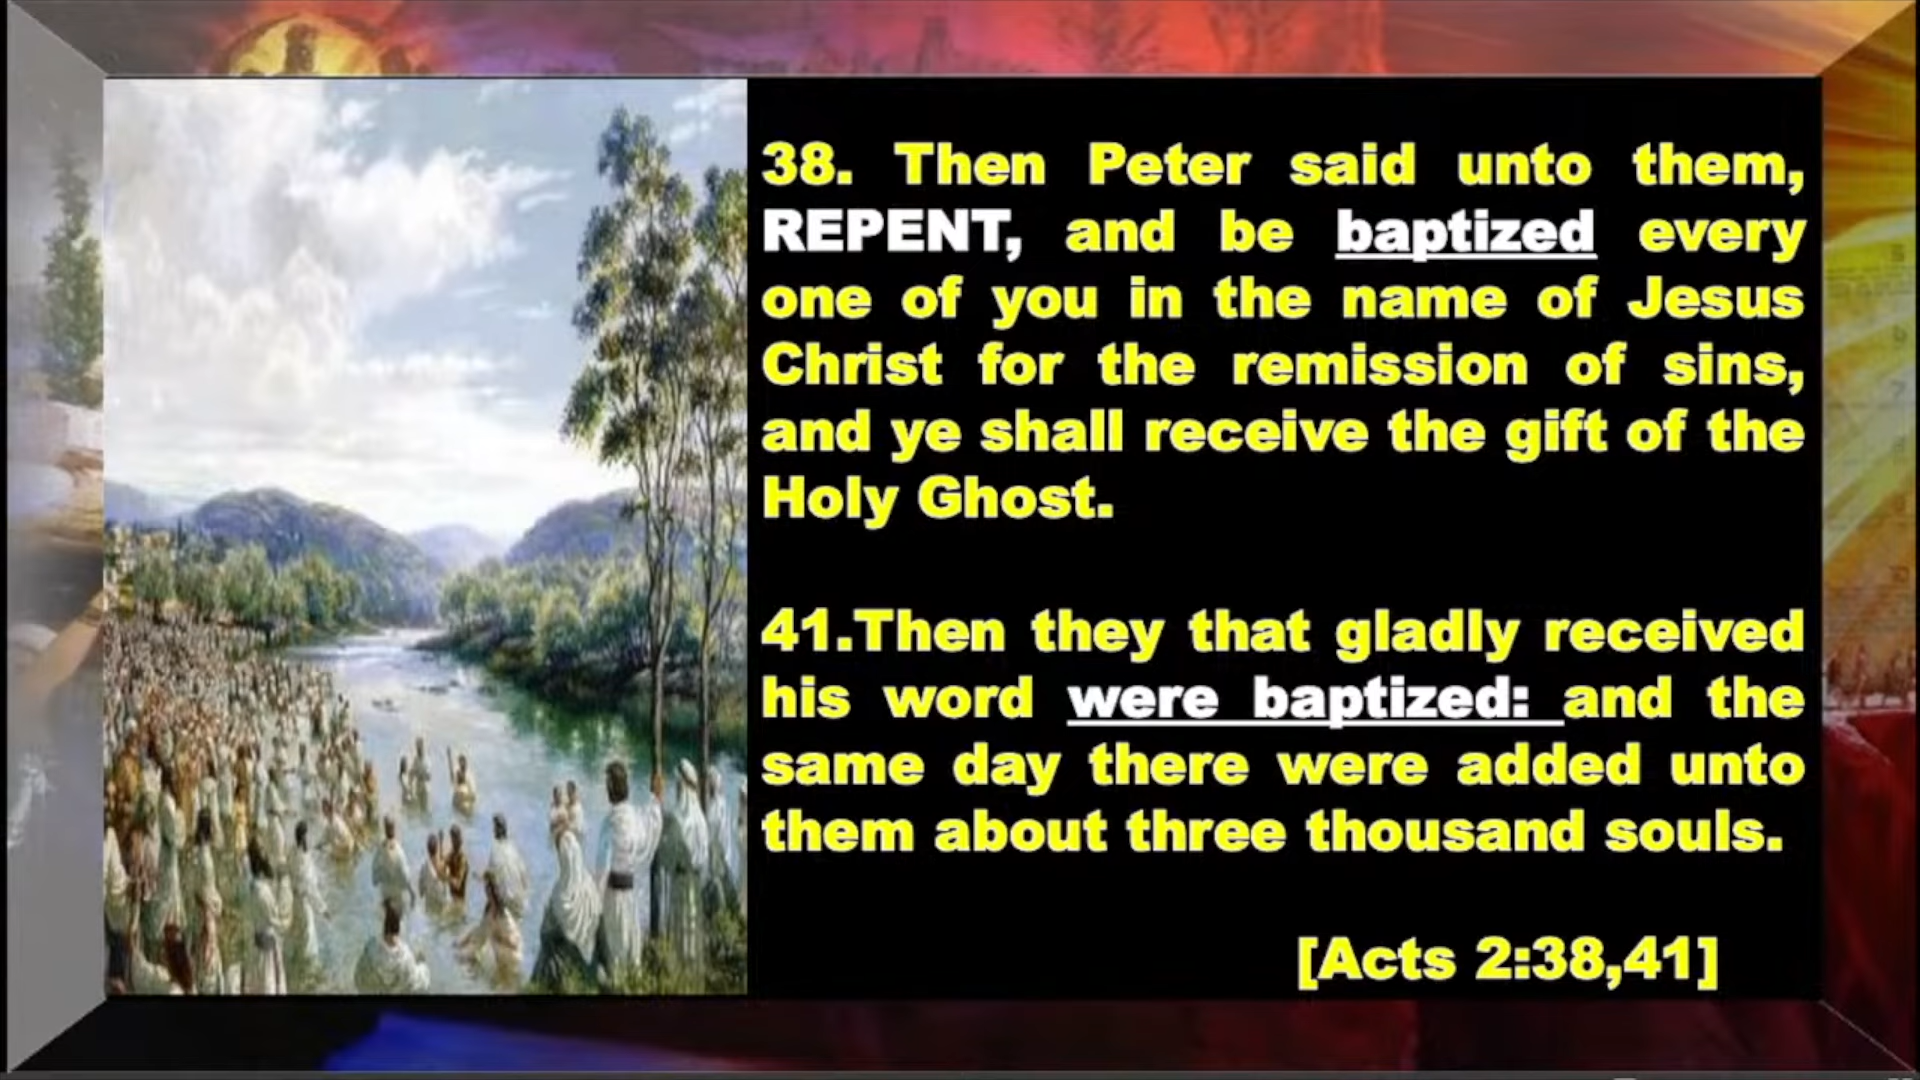 38. Then Peter said unto them,
REPENT, and be baptized every
one of you in the name of Jesus
Christ for the remission of sins,
and ye shall receive the gift of the
Holy Ghost.
41.Then they that gladly received
his word were baptized: and the
same day there were added unto
them about three thousand souls.
[Acts 2:38,41]